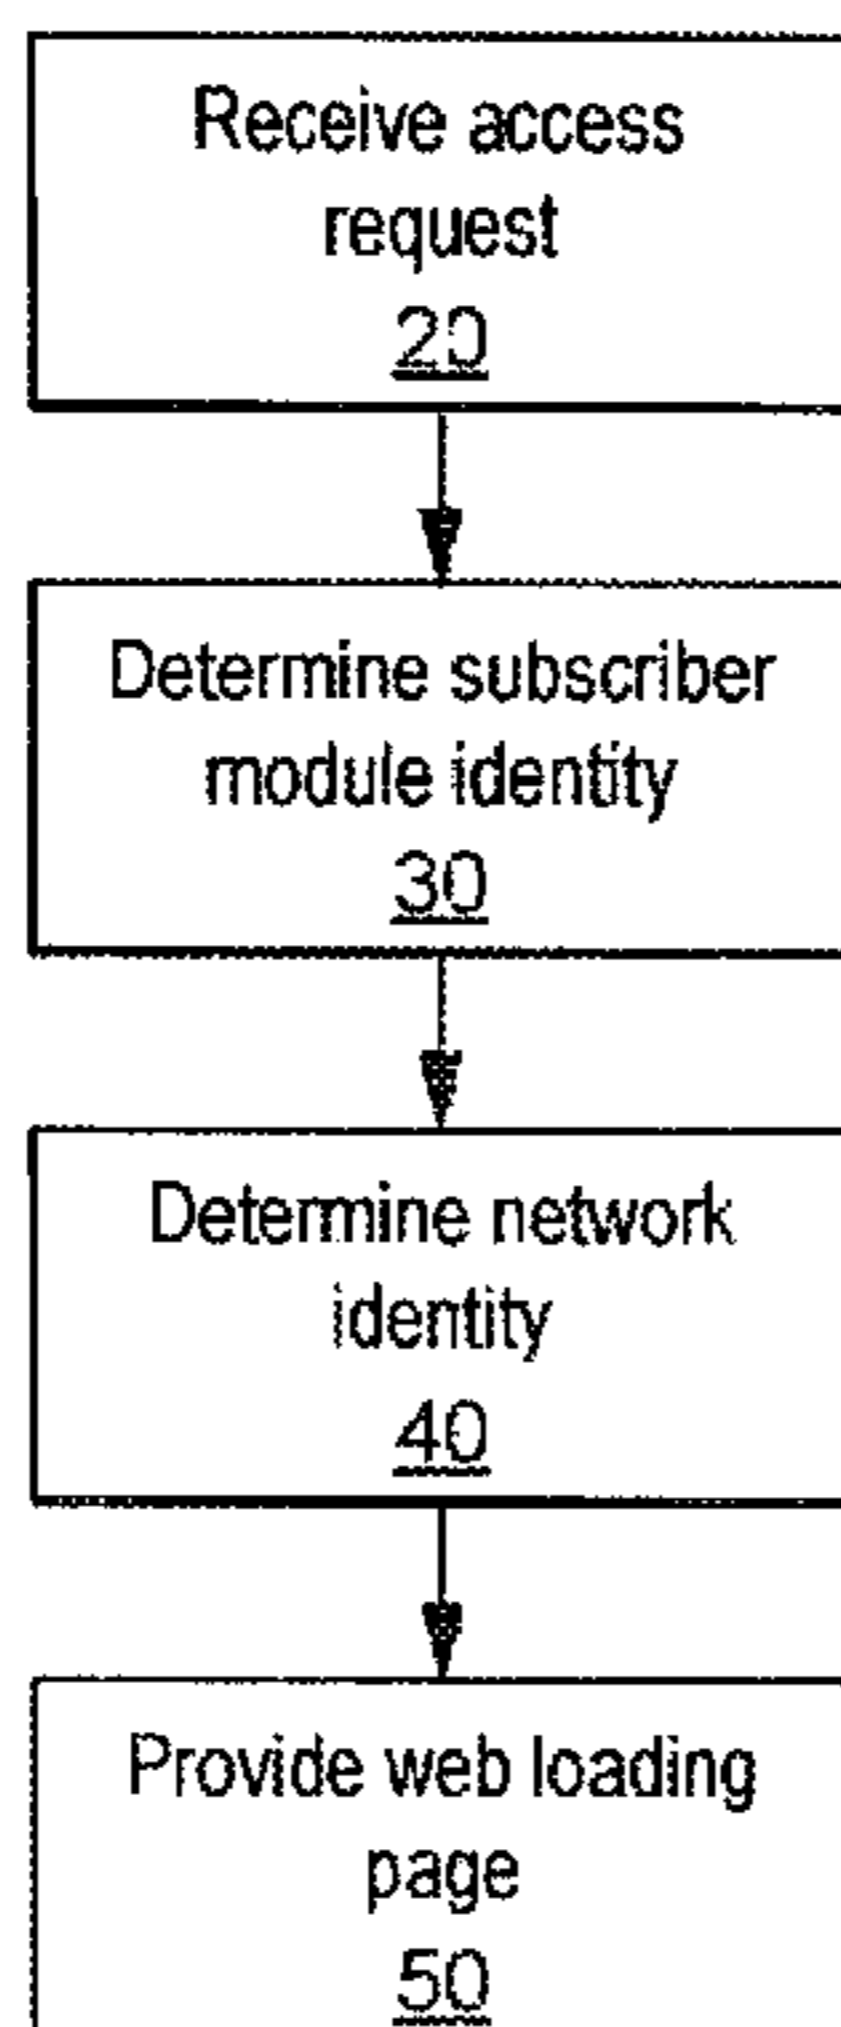 Receive access
request
20
Determine subscriber
module identity
30
Determine network
identity
40
Provide web loading
page
50